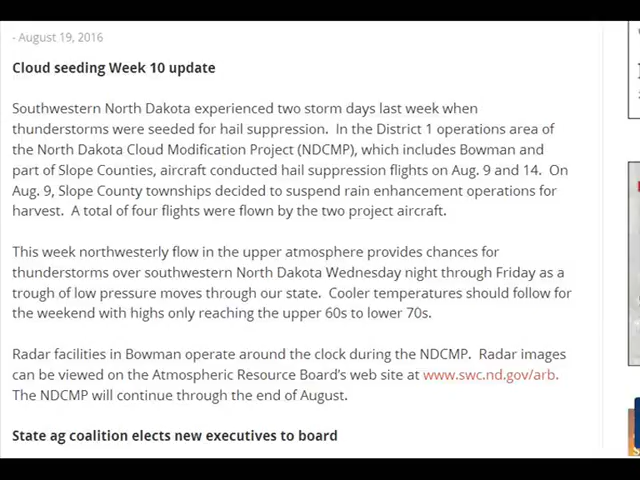 - August 19, 2016
Cloud seeding Week 10 update
Southwestern North Dakota experienced two storm days last week when
thunderstorms were seeded for hail suppression.  In the District 1 operations area of
the North Dakota Cloud Modification Project (NDCMP), which includes Bowman and
part of Slope Counties, aircraft conducted hail suppression flights on Aug. 9 and 14.  On
Aug. 9, Slope County townships decided to suspend rain enhancement operations for
harvest.  A total of four flights were flown by the two project aircraft.
This week northwesterly flow in the upper atmosphere provides chances for
thunderstorms over southwestern North Dakota Wednesday night through Friday as a
trough of low pressure moves through our state.  Cooler temperatures should follow for
the weekend with highs only reaching the upper 60s to lower 70s.
Radar facilities in Bowman operate around the clock during the NDCMP.  Radar images
can be viewed on the Atmospheric Resource Board's web site at www.swc.nd.gov/arb.
The NDCMP will continue through the end of August.
State ag coalition elects new executives to board